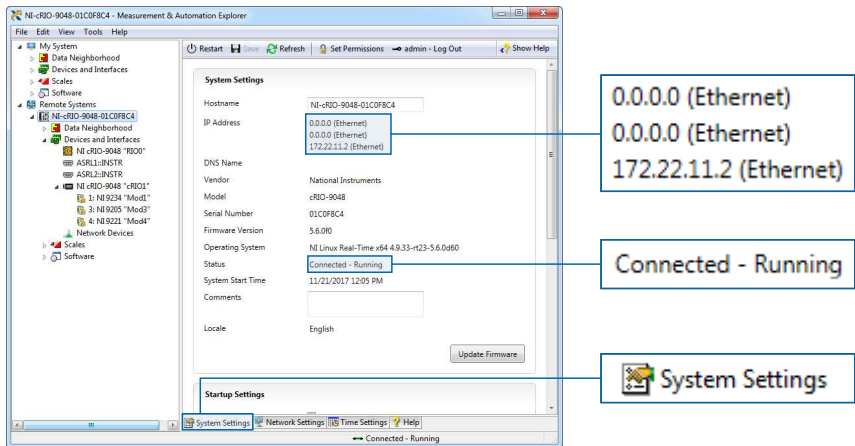 NI-cRIO-9048-01C0F8C4 - Measurement & Automation Explorer
File Edit View Tools Help
My System
Data Neighborhood
Devices and Interfaces
Scales
Software
Remote Systems
NI-cRIO-9048-01C0F8C4
Data Neighborhood
Devices and Interfaces
NI cRIO-9048 "RIO0"
ASRL1::INSTR
ASRL2::INSTR
NI cRIO-9048 "cRIO1"
1: NI 9234 "Mod1"
3: NI 9205 "Mod3"
4: NI 9221 "Mod4"
Network Devices
Scales
Software
Restart Save Refresh Set Permissions admin - Log Out Show Help
System Settings
Hostname NI-cRIO-9048-01C0F8C4
IP Address 0.0.0.0 (Ethernet)
0.0.0.0 (Ethernet)
172.22.11.2 (Ethernet)
DNS Name
Vendor National Instruments
Model cRIO-9048
Serial Number 01C0F8C4
Firmware Version 5.6.0f0
Operating System NI Linux Real-Time x64 4.9.33-rt23-5.6.0d60
Status Connected - Running
System Start Time 11/21/2017 12:05 PM
Comments
Locale English
Update Firmware
Startup Settings
System Settings Network Settings Time Settings Help
Connected - Running
0.0.0.0 (Ethernet)
0.0.0.0 (Ethernet)
172.22.11.2 (Ethernet)
Connected - Running
System Settings